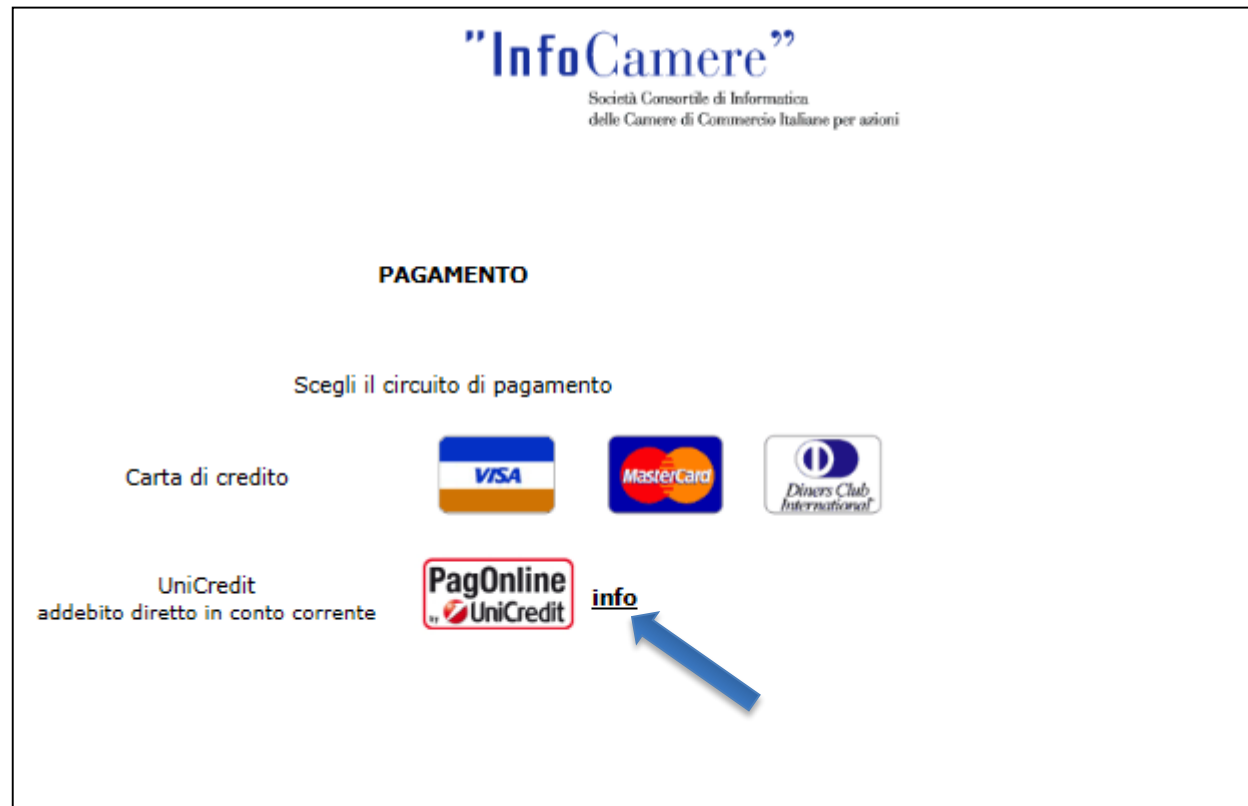 "InfoCamere"
Società Consortile di Informatica
delle Camere di Commercio Italiane per azioni
PAGAMENTO
Scegli il circuito di pagamento
Carta di credito
VISA
MasterCard
Diners Club
International
UniCredit
addebito diretto in conto corrente
PagOnline
by UniCredit
info